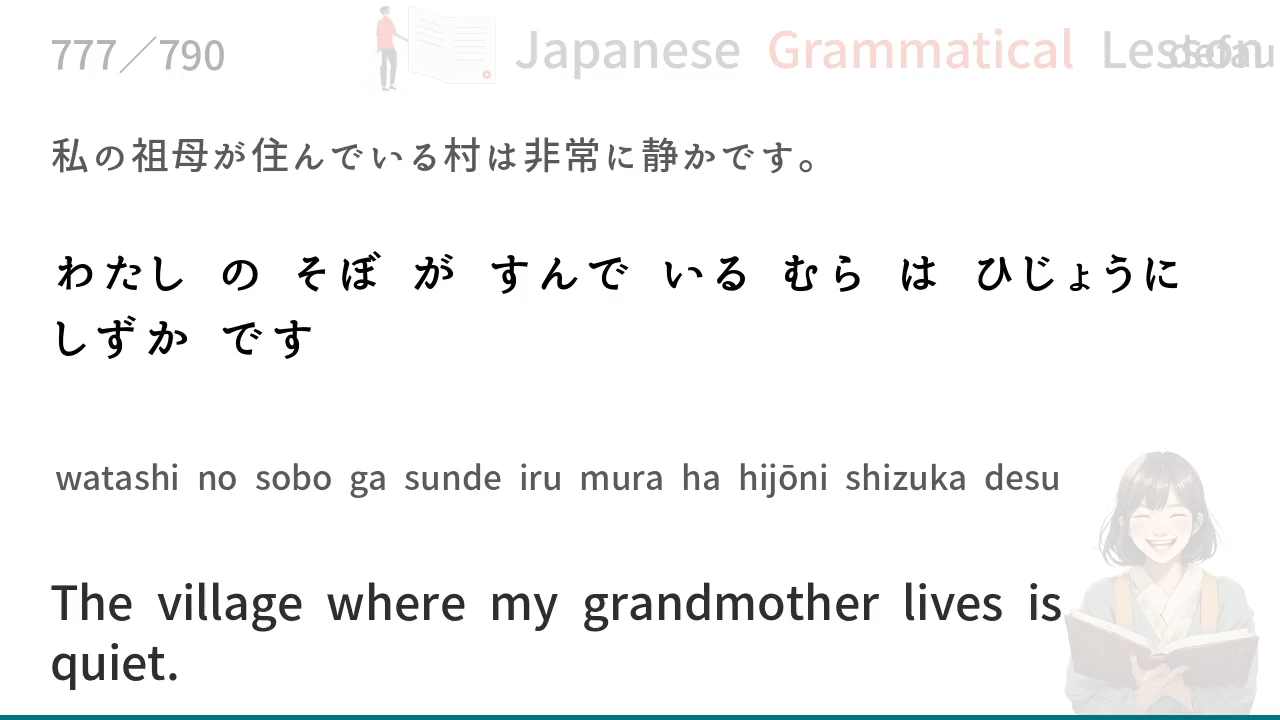 777／790
Japanese Grammatical Lesson
私の祖母が住んでいる村は非常に静かです。
わたし の そぼ が すんで いる むら は ひじょうに
しずか です
watashi no sobo ga sunde iru mura ha hijōni shizuka desu
The village where my grandmother lives is
quiet.